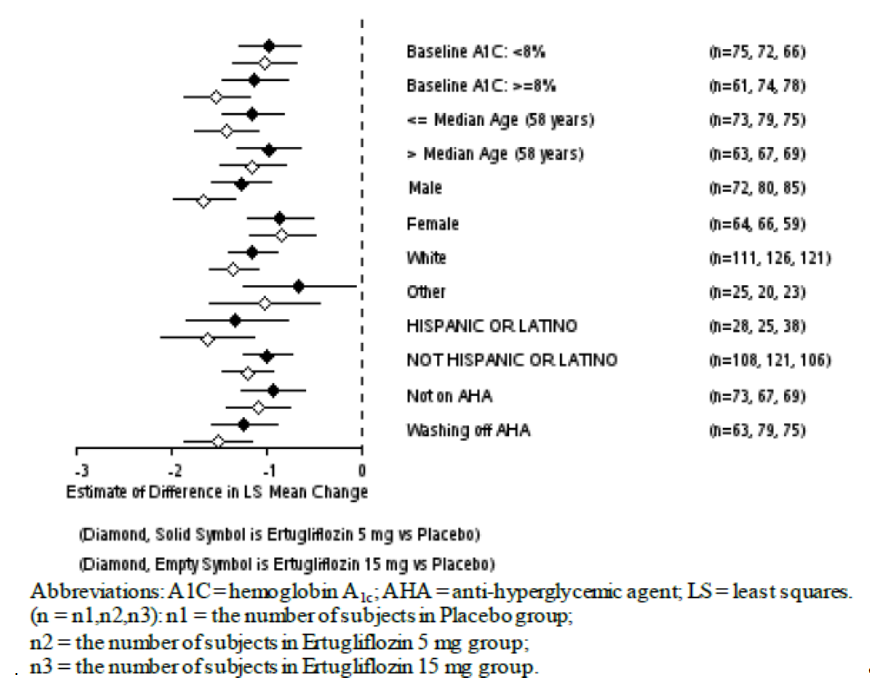 Baseline A1C: <8% (n=75, 72, 66)
Baseline A1C: >=8% (n=61, 74, 78)
<= Median Age (58 years) (n=73, 79, 75)
> Median Age (58 years) (n=63, 67, 69)
Male (n=72, 80, 85)
Female (n=64, 66, 59)
White (n=111, 126, 121)
Other (n=25, 20, 23)
HISPANIC OR LATINO (n=28, 25, 38)
NOT HISPANIC OR LATINO (n=108, 121, 106)
Not on AHA (n=73, 67, 69)
Washing off AHA (n=63, 79, 75)
-3 -2 -1 0
Estimate of Difference in LS Mean Change
(Diamond, Solid Symbol is Ertugliflozin 5 mg vs Placebo)
(Diamond, Empty Symbol is Ertugliflozin 15 mg vs Placebo)
Abbreviations: A1C=hemoglobin A1c; AHA=anti-hyperglycemic agent; LS=least squares.
(n = n1,n2,n3): n1 = the number of subjects in Placebo group;
n2 = the number of subjects in Ertugliflozin 5 mg group;
n3 = the number of subjects in Ertugliflozin 15 mg group.